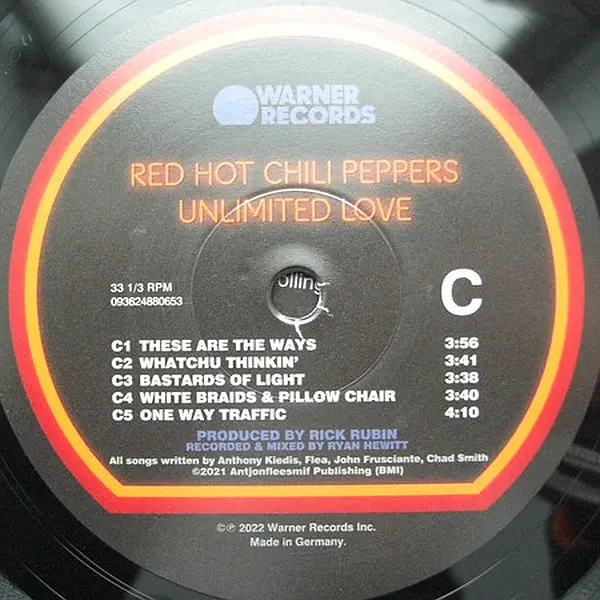 WARNER
RECORDS
RED HOT CHILI PEPPERS
UNLIMITED LOVE
33 1/3 RPM
093624880653
olling
C
C1 THESE ARE THE WAYS 3:56
C2 WHATCHU THINKIN' 3:41
C3 BASTARDS OF LIGHT 3:38
C4 WHITE BRAIDS & PILLOW CHAIR 3:40
C5 ONE WAY TRAFFIC 4:10
PRODUCED BY RICK RUBIN
RECORDED & MIXED BY RYAN HEWITT
All songs written by Anthony Kiedis, Flea, John Frusciante, Chad Smith
©2021 Antjonfleesmif Publishing (BMI)
©℗ 2022 Warner Records Inc.
Made in Germany.